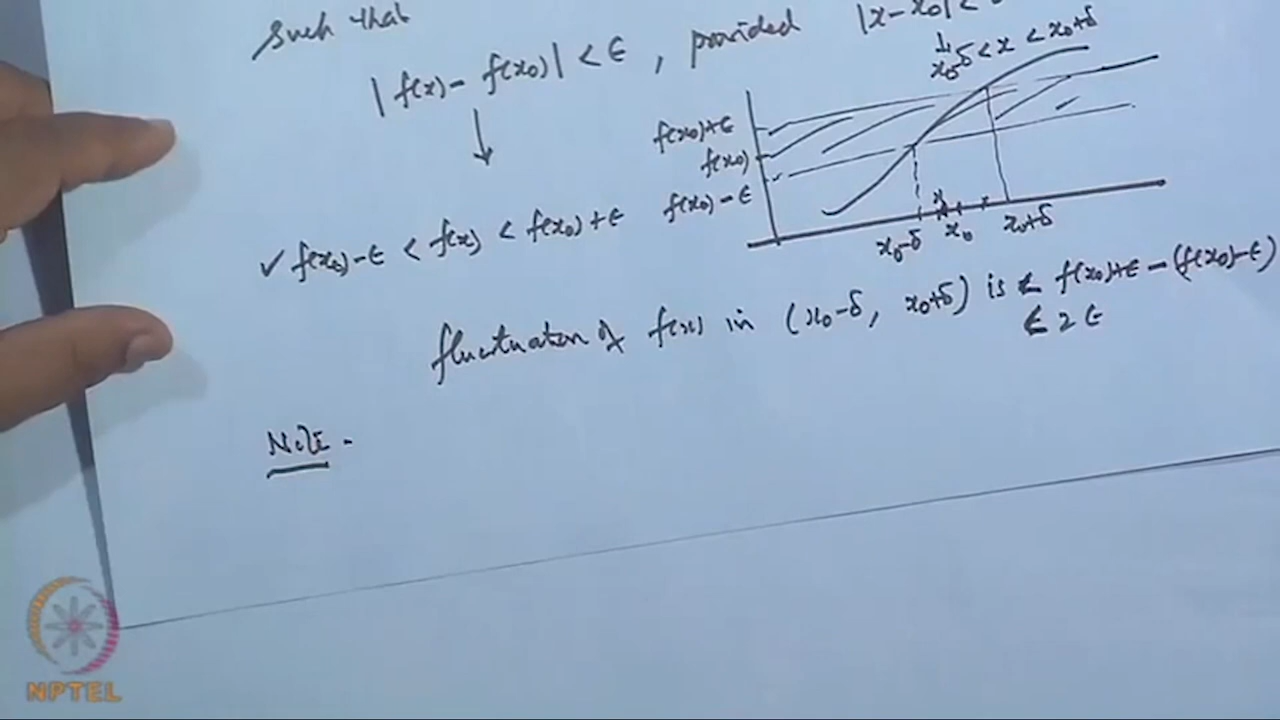 such that
|f(x) - f(x₀)| < ε , provided |x-x₀| <
x₀-δ < x < x₀+δ
f(x₀)+ε
f(x₀)
f(x₀)-ε
x₀-δ x x₀ x₀+δ
✓ f(x₀)-ε < f(x) < f(x₀)+ε
fluctuation of f(x) in (x₀-δ, x₀+δ) is < f(x₀)+ε - (f(x₀)-ε)
< 2ε
Note -
NPTEL